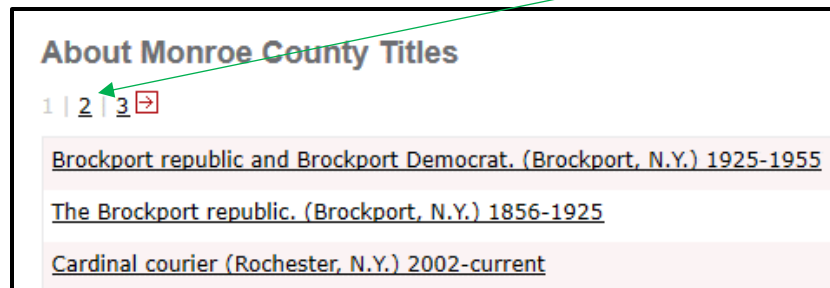 About Monroe County Titles
1 | 2 | 3
Brockport republic and Brockport Democrat. (Brockport, N.Y.) 1925-1955
The Brockport republic. (Brockport, N.Y.) 1856-1925
Cardinal courier (Rochester, N.Y.) 2002-current